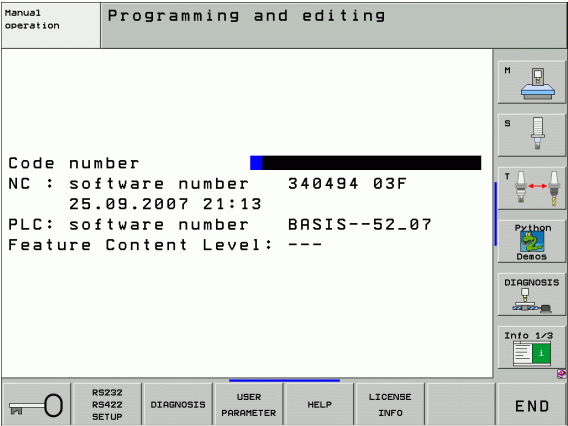 Manual
operation
Programming and editing
M
S
T
Python
Demos
DIAGNOSIS
Info 1/3
i
Code number
NC : software number 340494 03F
25.09.2007 21:13
PLC: software number BASIS--52_07
Feature Content Level: ---
RS232
RS422
SETUP
DIAGNOSIS
USER
PARAMETER
HELP
LICENSE
INFO
END